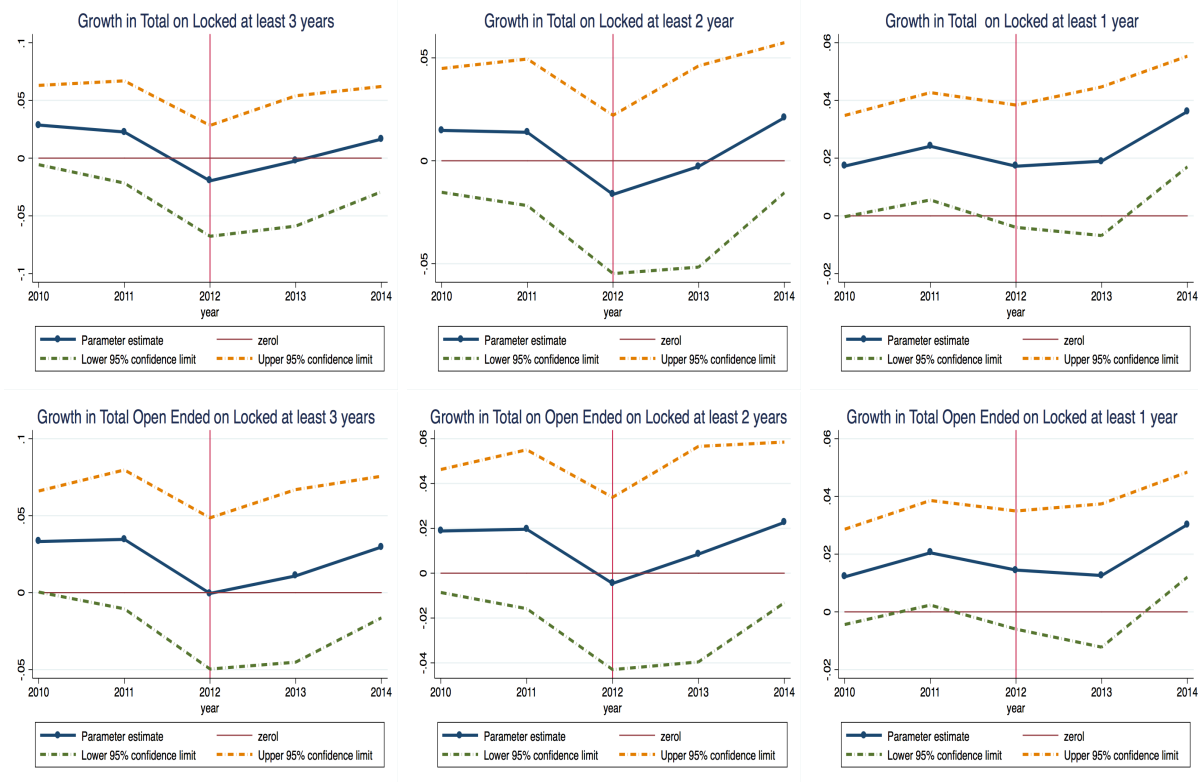 Growth in Total on Locked at least 3 years
.1
.05
0
-.05
-.1
2010 2011 2012 2013 2014
year
Parameter estimate zerol
Lower 95% confidence limit Upper 95% confidence limit
Growth in Total on Locked at least 2 year
.05
0
-.05
2010 2011 2012 2013 2014
year
Parameter estimate zerol
Lower 95% confidence limit Upper 95% confidence limit
Growth in Total on Locked at least 1 year
.06
.04
.02
0
-.02
2010 2011 2012 2013 2014
year
Parameter estimate zerol
Lower 95% confidence limit Upper 95% confidence limit
Growth in Total Open Ended on Locked at least 3 years
.1
.05
0
-.05
2010 2011 2012 2013 2014
year
Parameter estimate zerol
Lower 95% confidence limit Upper 95% confidence limit
Growth in Total on Open Ended on Locked at least 2 years
.06
.04
.02
0
-.02
-.04
2010 2011 2012 2013 2014
year
Parameter estimate zerol
Lower 95% confidence limit Upper 95% confidence limit
Growth in Total Open Ended on Locked at least 1 year
.06
.04
.02
0
-.02
2010 2011 2012 2013 2014
year
Parameter estimate zerol
Lower 95% confidence limit Upper 95% confidence limit